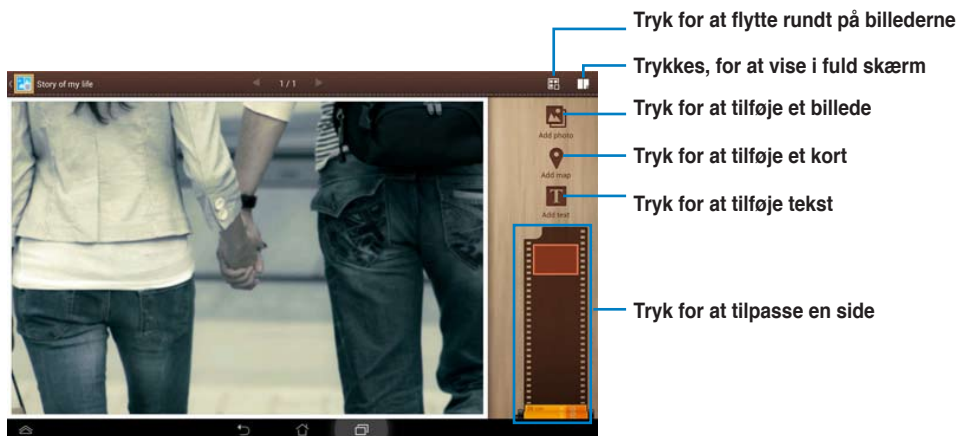 Tryk for at flytte rundt på billederne
Trykkes, for at vise i fuld skærm
Story of my life
1 / 1
Tryk for at tilføje et billede
Add photo
Tryk for at tilføje et kort
Add map
Tryk for at tilføje tekst
Add text
Tryk for at tilpasse en side